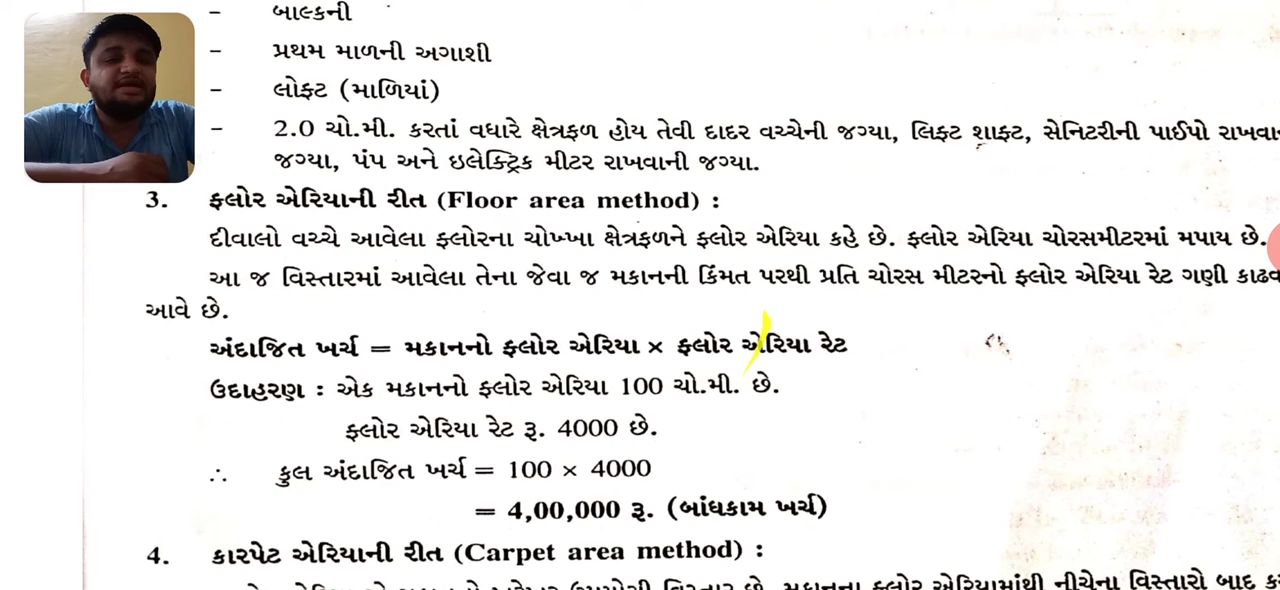 - બાલ્કની
- પ્રથમ માળની અગાશી
- લોફ્ટ (માળિયાં)
- 2.0 ચો.મી. કરતાં વધારે ક્ષેત્રફળ હોય તેવી દાદર વચ્ચેની જગ્યા, લિફ્ટ શાફ્ટ, સેનિટરીની પાઈપો
જગ્યા, પંપ અને ઇલેક્ટ્રિક મીટર રાખવાની જગ્યા.
3. ફ્લોર એરિયાની રીત (Floor area method) :
દીવાલો વચ્ચે આવેલા ફ્લોરના ચોખ્ખા ક્ષેત્રફળને ફ્લોર એરિયા કહે છે. ફ્લોર એરિયા ચોરસમીટરમાં મપાય છે.
આ જ વિસ્તારમાં આવેલા તેના જેવા જ મકાનની કિંમત પરથી પ્રતિ ચોરસ મીટરનો ફ્લોર એરિયા રેટ ગણી
આવે છે.
અંદાજિત ખર્ચ = મકાનનો ફ્લોર એરિયા × ફ્લોર એરિયા રેટ
ઉદાહરણ : એક મકાનનો ફ્લોર એરિયા 100 ચો.મી. છે.
ફ્લોર એરિયા રેટ રૂ. 4000 છે.
∴ કુલ અંદાજિત ખર્ચ = 100 × 4000
= 4,00,000 રૂ. (બાંધકામ ખર્ચ)
4. કારપેટ એરિયાની રીત (Carpet area method) :